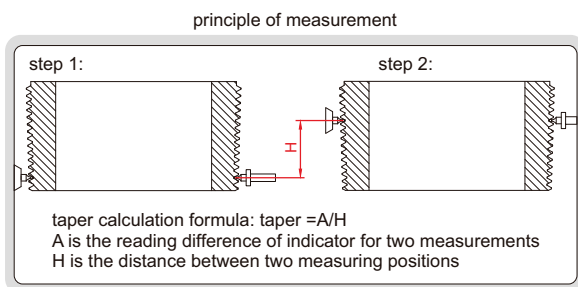 principle of measurement
step 1:
step 2:
H
taper calculation formula: taper =A/H
A is the reading difference of indicator for two measurements
H is the distance between two measuring positions